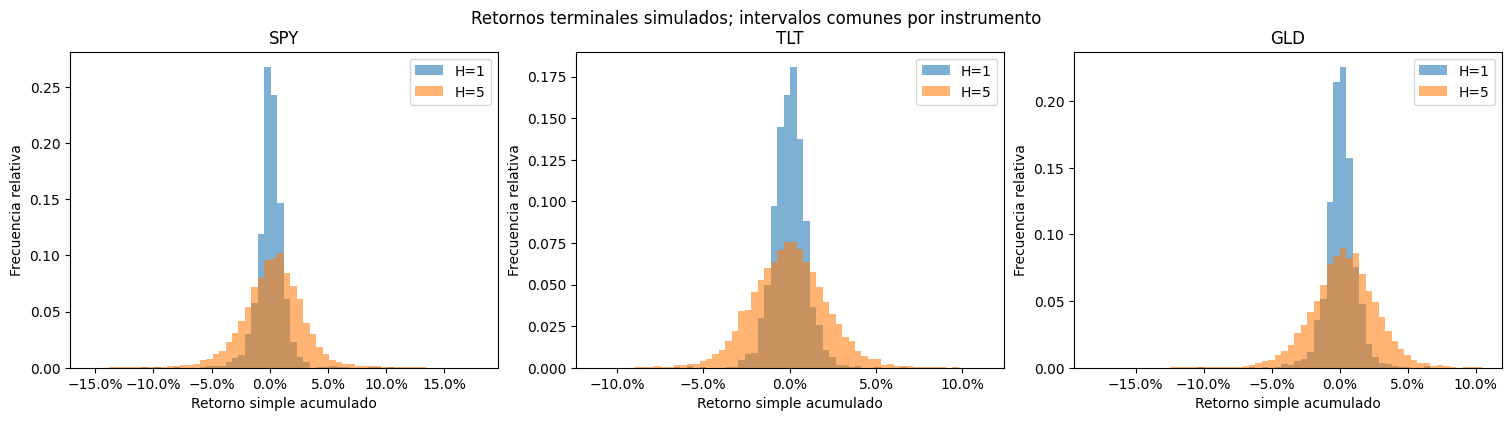 Retornos terminales simulados; intervalos comunes por instrumento
SPY
Frecuencia relativa
0.25
0.20
0.15
0.10
0.05
0.00
H=1
H=5
−15.0% −10.0% −5.0% 0.0% 5.0% 10.0% 15.0%
Retorno simple acumulado
TLT
Frecuencia relativa
0.175
0.150
0.125
0.100
0.075
0.050
0.025
0.000
H=1
H=5
−10.0% −5.0% 0.0% 5.0% 10.0%
Retorno simple acumulado
GLD
Frecuencia relativa
0.20
0.15
0.10
0.05
0.00
H=1
H=5
−15.0% −10.0% −5.0% 0.0% 5.0% 10.0%
Retorno simple acumulado